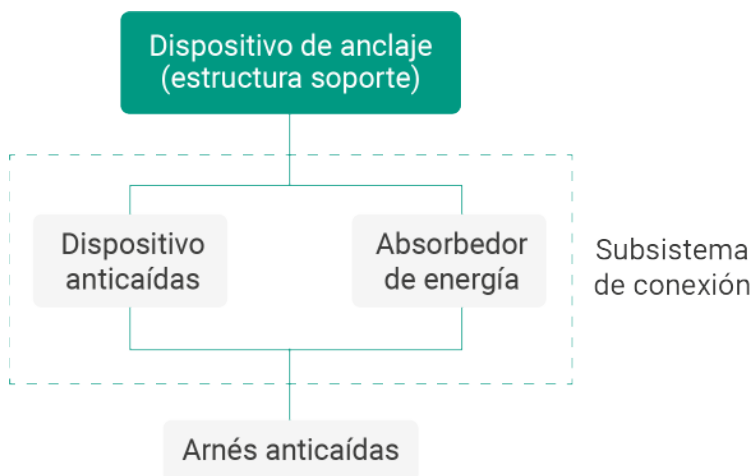 Dispositivo de anclaje
(estructura soporte)
Dispositivo
anticaídas
Absorbedor
de energía
Subsistema
de conexión
Arnés anticaídas